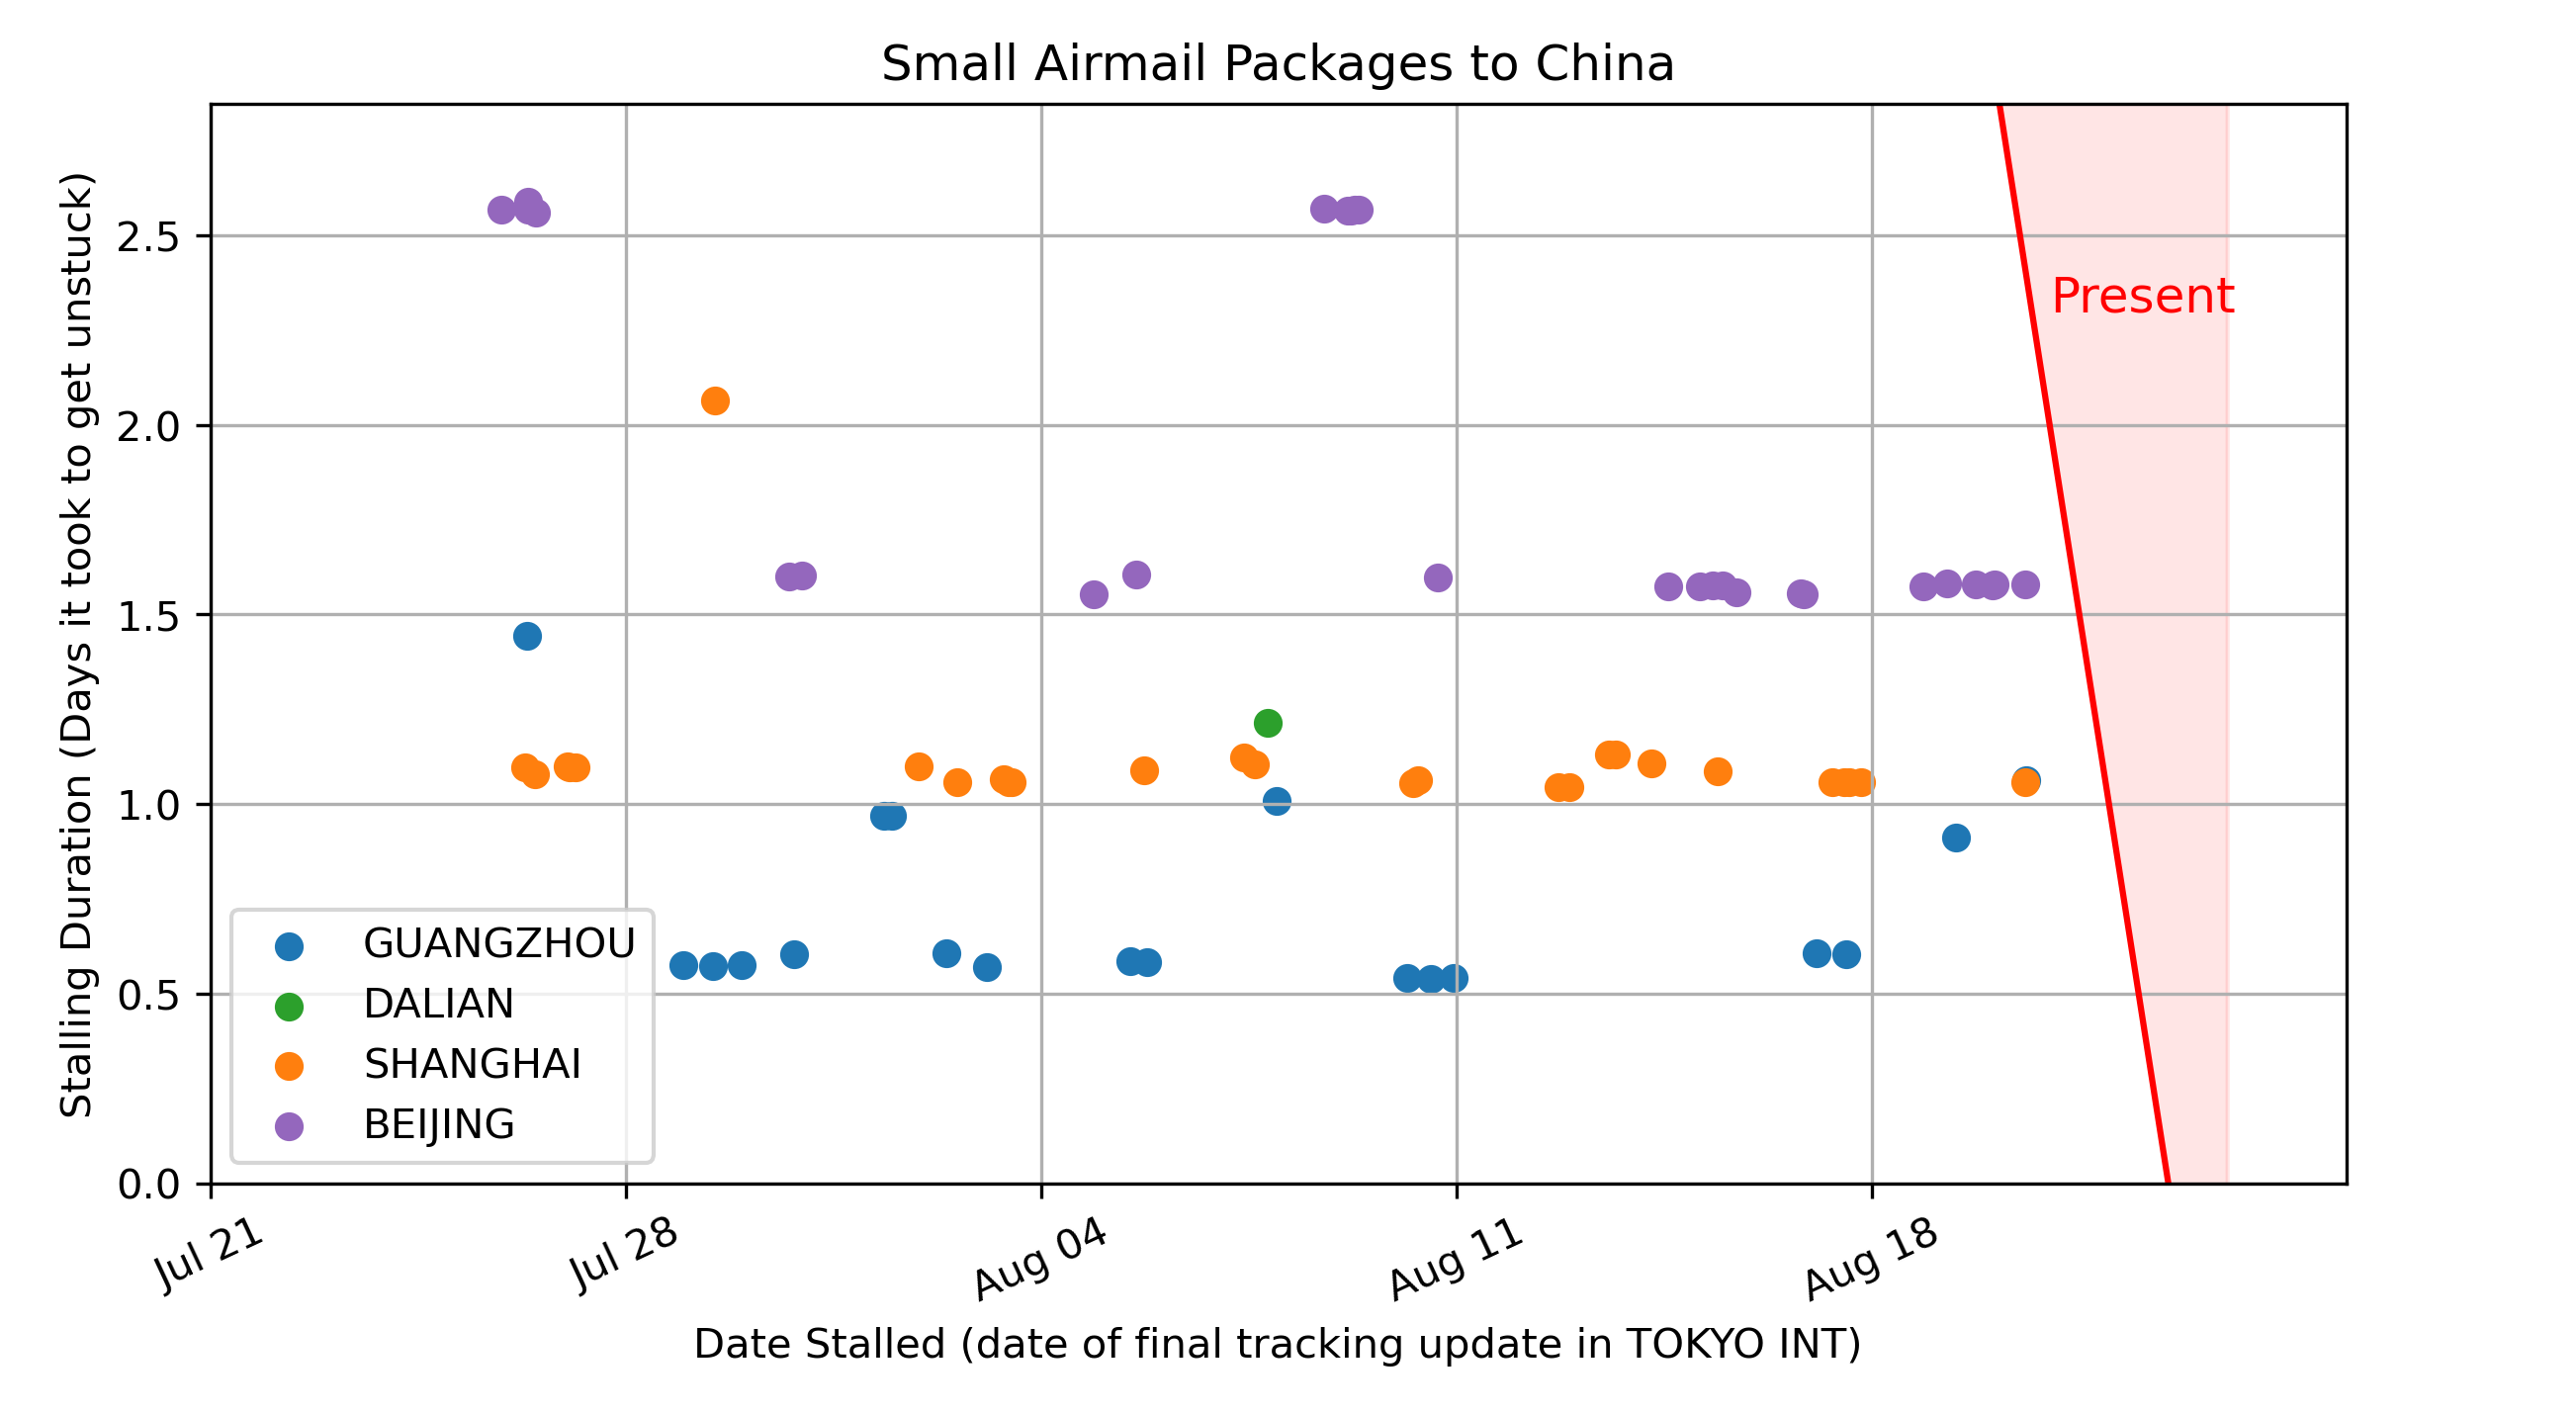 Small Airmail Packages to China
Stalling Duration (Days it took to get unstuck)
2.5
2.0
1.5
1.0
0.5
0.0
Present
GUANGZHOU
DALIAN
SHANGHAI
BEIJING
Jul 21
Jul 28
Aug 04
Aug 11
Aug 18
Date Stalled (date of final tracking update in TOKYO INT)